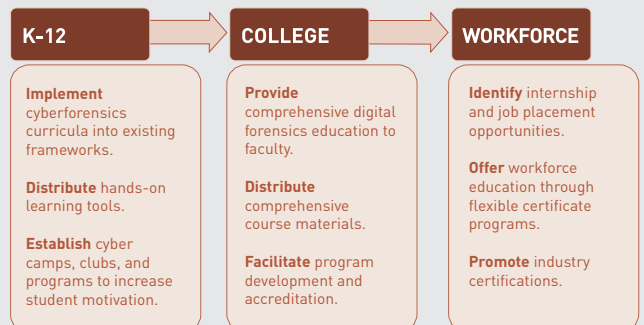 K-12
Implement
cyberforensics
curricula into existing
frameworks.
Distribute hands-on
learning tools.
Establish cyber
camps, clubs, and
programs to increase
student motivation.
COLLEGE
Provide
comprehensive digital
forensics education to
faculty.
Distribute
comprehensive
course materials.
Facilitate program
development and
accreditation.
WORKFORCE
Identify internship
and job placement
opportunities.
Offer workforce
education through
flexible certificate
programs.
Promote industry
certifications.